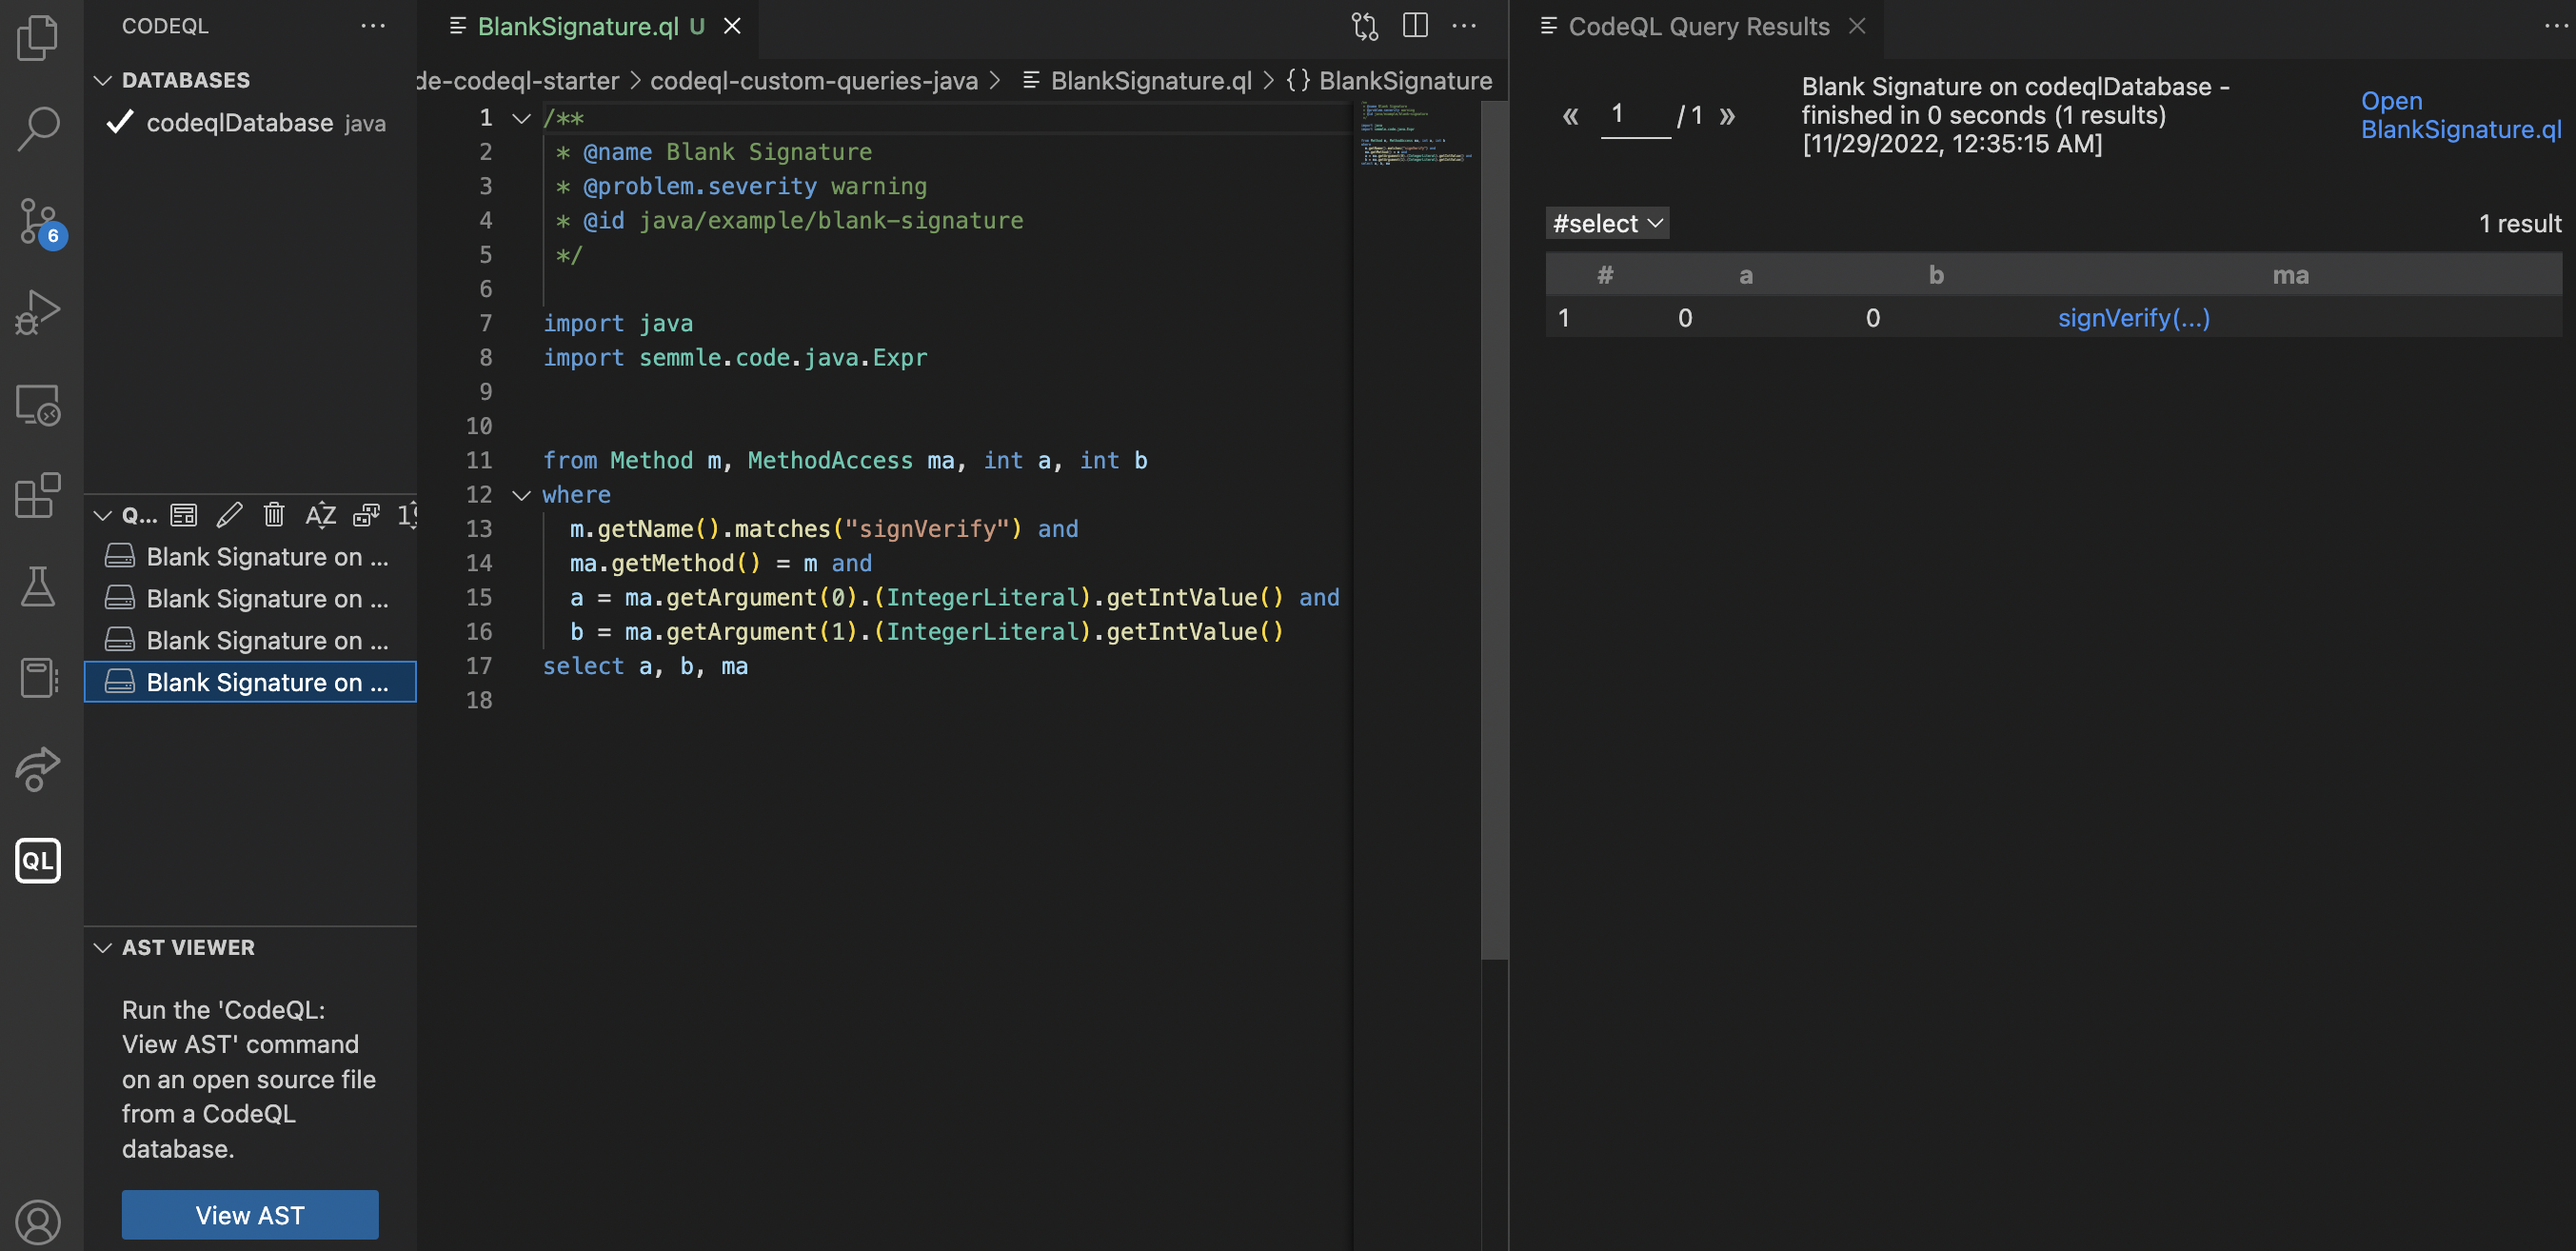 CODEQL
DATABASES
codeqlDatabase java
Q...
Blank Signature on ...
Blank Signature on ...
Blank Signature on ...
Blank Signature on ...
AST VIEWER
Run the 'CodeQL:
View AST' command
on an open source file
from a CodeQL
database.
View AST
6
QL
BlankSignature.ql U
de-codeql-starter > codeql-custom-queries-java > BlankSignature.ql > {} BlankSignature
1 /**
2 * @name Blank Signature
3 * @problem.severity warning
4 * @id java/example/blank-signature
5 */
6
7 import java
8 import semmle.code.java.Expr
9
10
11 from Method m, MethodAccess ma, int a, int b
12 where
13 m.getName().matches("signVerify") and
14 ma.getMethod() = m and
15 a = ma.getArgument(0).(IntegerLiteral).getIntValue() and
16 b = ma.getArgument(1).(IntegerLiteral).getIntValue()
17 select a, b, ma
18
CodeQL Query Results
« 1 / 1 »
Blank Signature on codeqlDatabase -
finished in 0 seconds (1 results)
[11/29/2022, 12:35:15 AM]
Open
BlankSignature.ql
#select
1 result
# a b ma
1 0 0 signVerify(...)